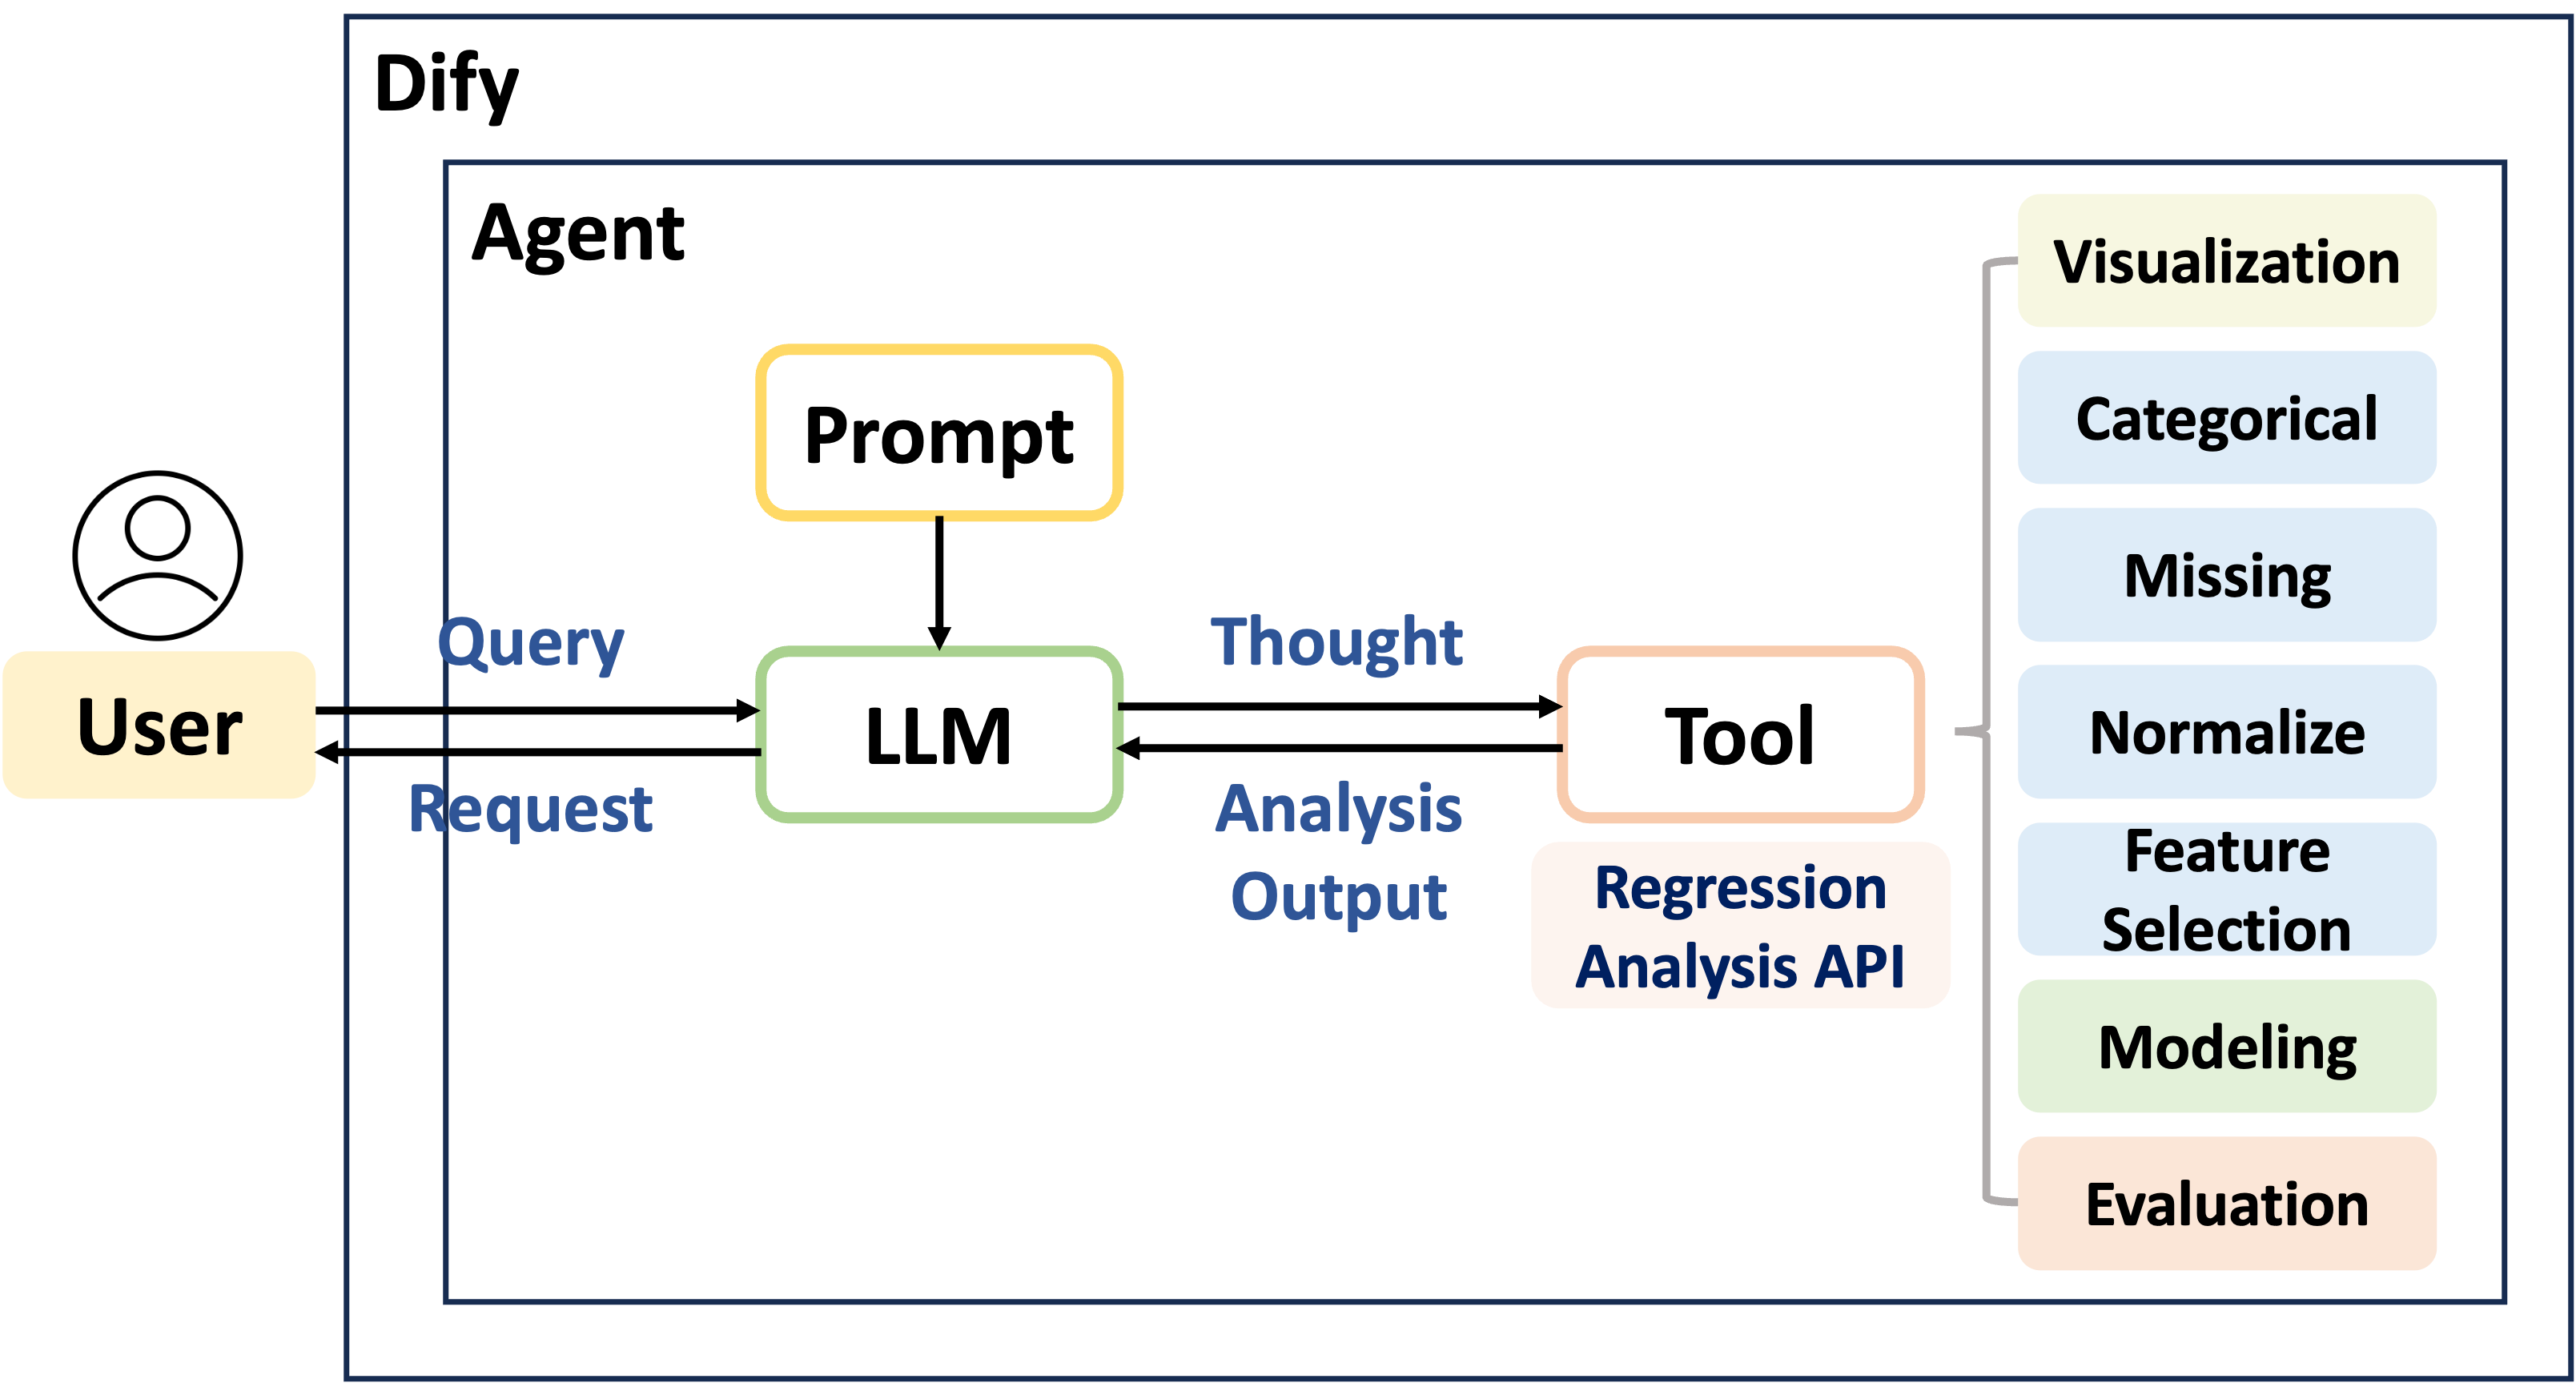 Dify
Agent
Prompt
Query
User
Request
LLM
Thought
Analysis
Output
Tool
Regression
Analysis API
Visualization
Categorical
Missing
Normalize
Feature
Selection
Modeling
Evaluation